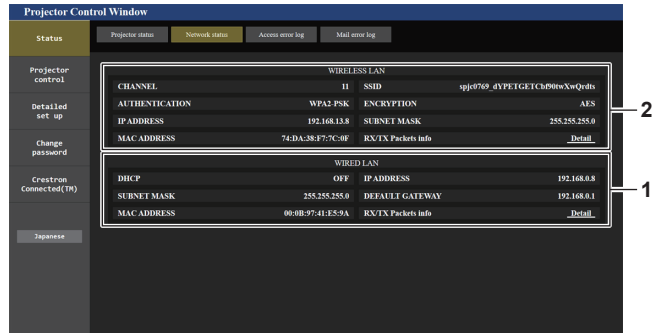 Projector Control Window
Status
Projector status
Network status
Access error log
Mail error log
Projector
control
Detailed
set up
Change
password
Crestron
Connected(TM)
Japanese
WIRELESS LAN
CHANNEL 11 SSID spjc0769_dYPETGETCbf90twXwQrdts
AUTHENTICATION WPA2-PSK ENCRYPTION AES
IP ADDRESS 192.168.13.8 SUBNET MASK 255.255.255.0
MAC ADDRESS 74:DA:38:F7:7C:0F RX/TX Packets info Detail
2
WIRED LAN
DHCP OFF IP ADDRESS 192.168.0.8
SUBNET MASK 255.255.255.0 DEFAULT GATEWAY 192.168.0.1
MAC ADDRESS 00:0B:97:41:E5:9A RX/TX Packets info Detail
1